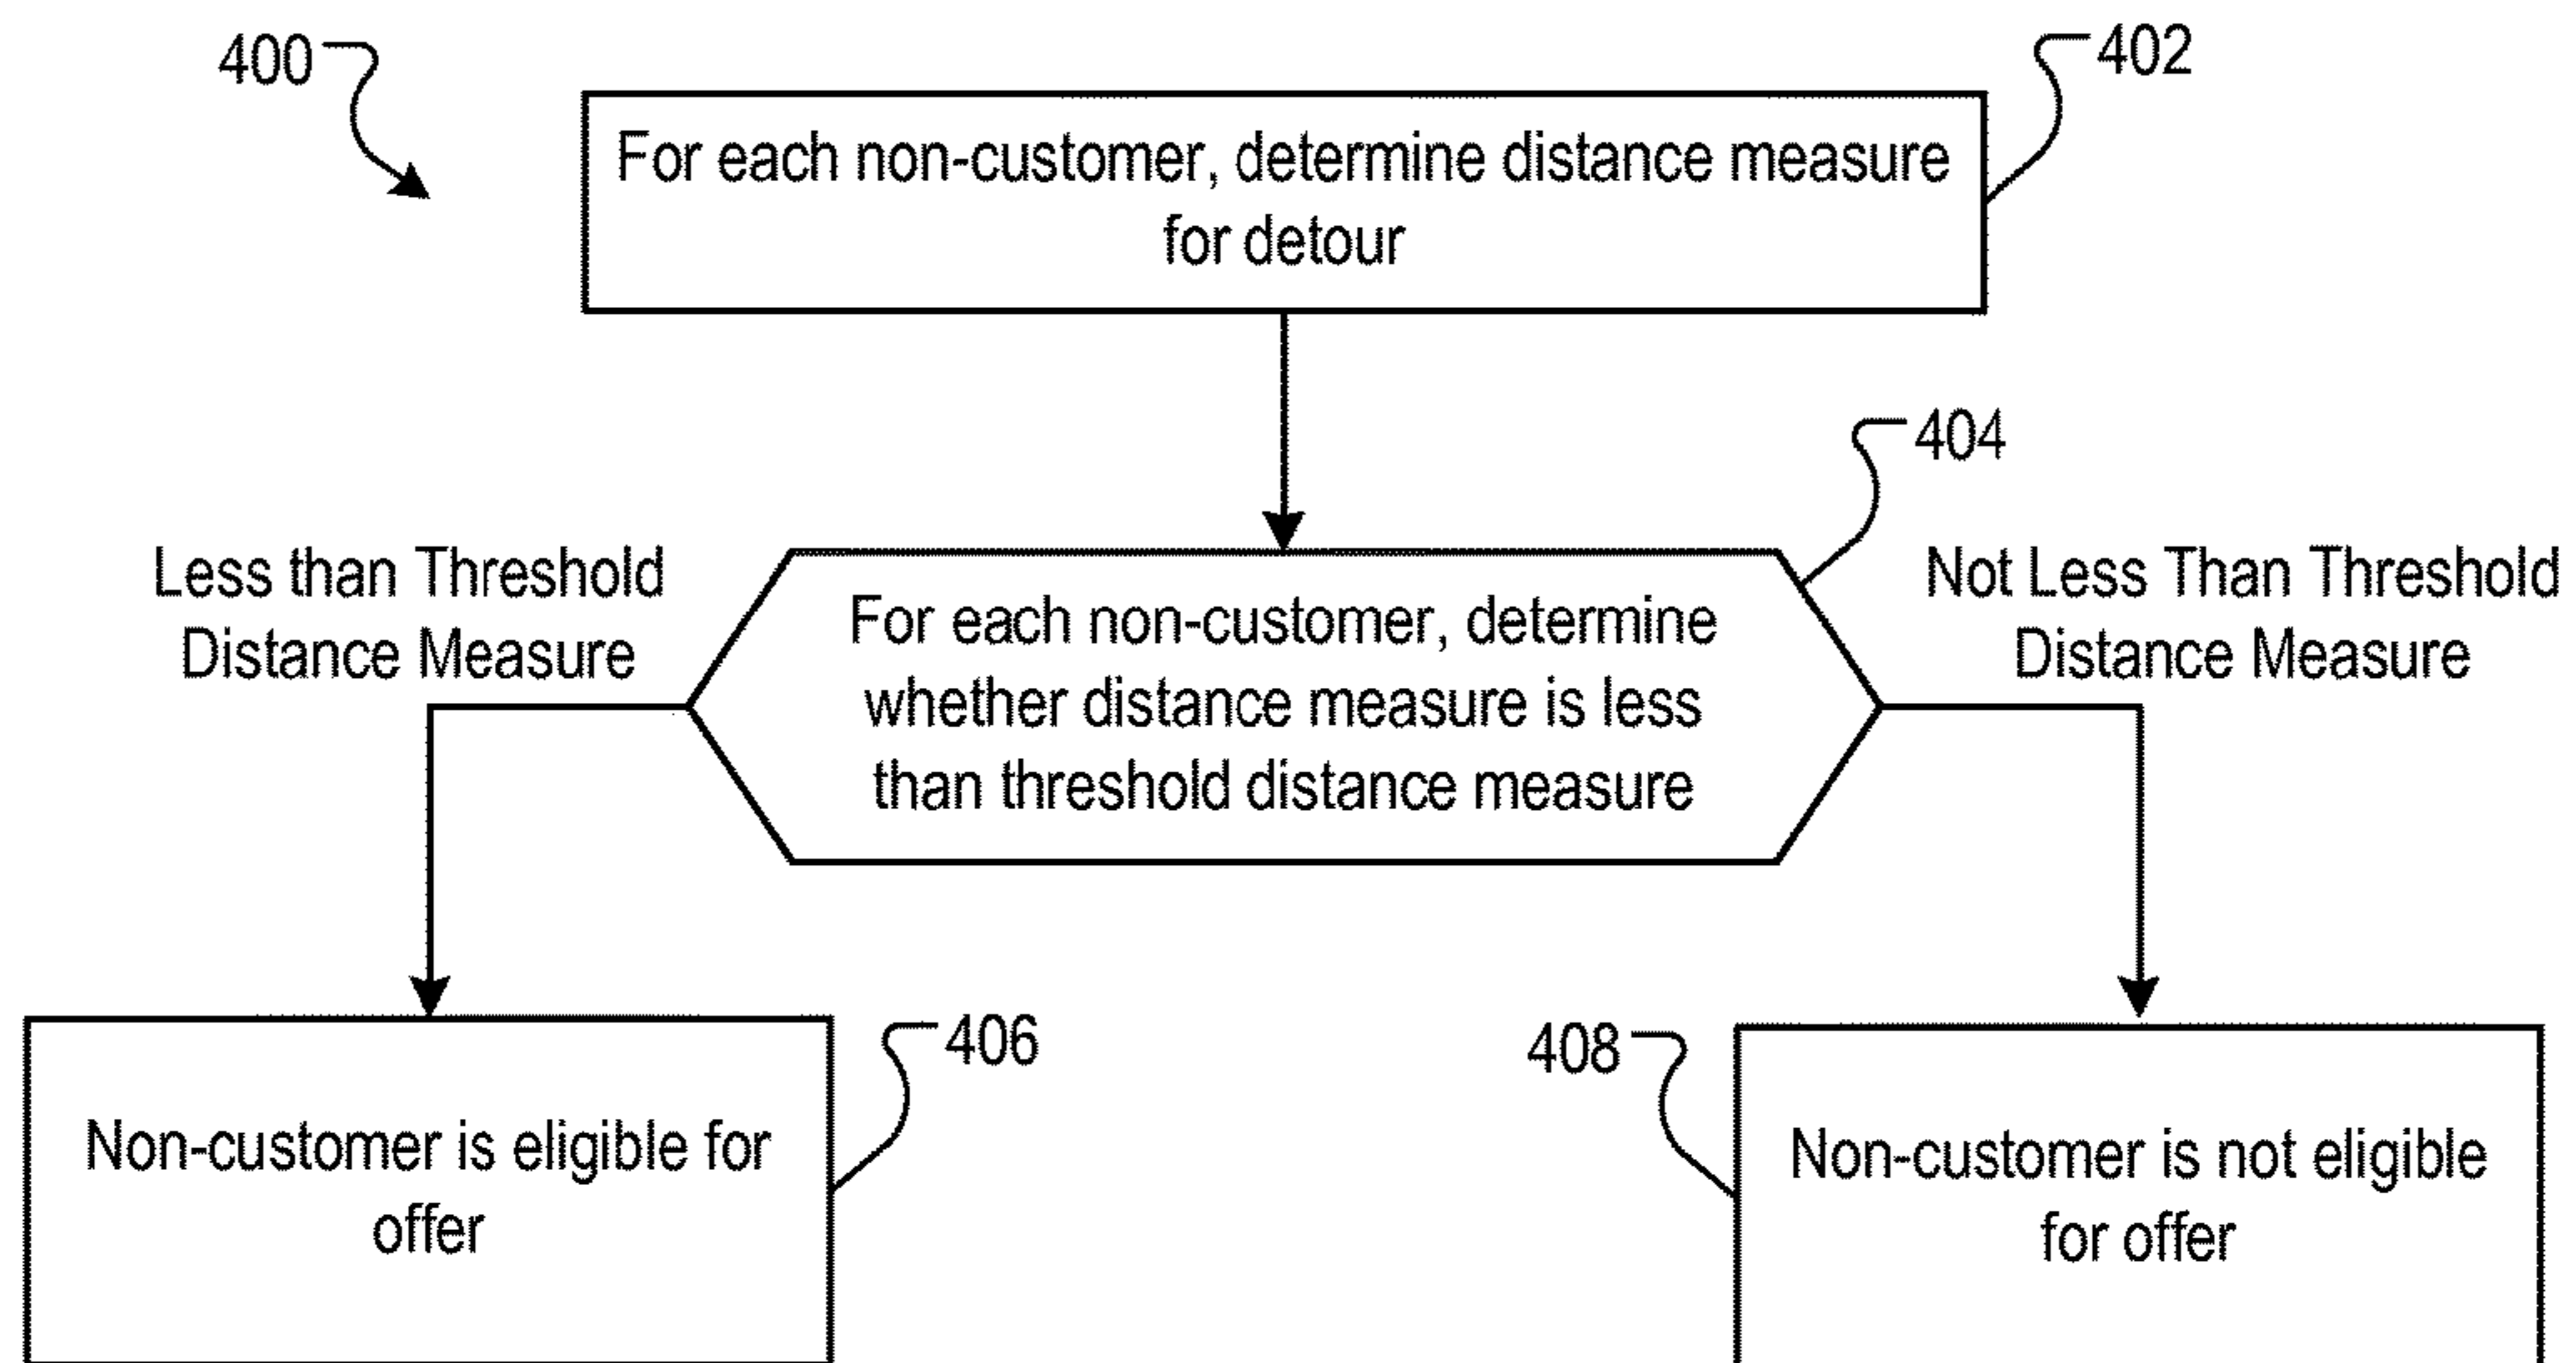 400
402
For each non-customer, determine distance measure
for detour
404
Less than Threshold
Distance Measure
For each non-customer, determine
whether distance measure is less
than threshold distance measure
Not Less Than Threshold
Distance Measure
406
Non-customer is eligible for
offer
408
Non-customer is not eligible
for offer